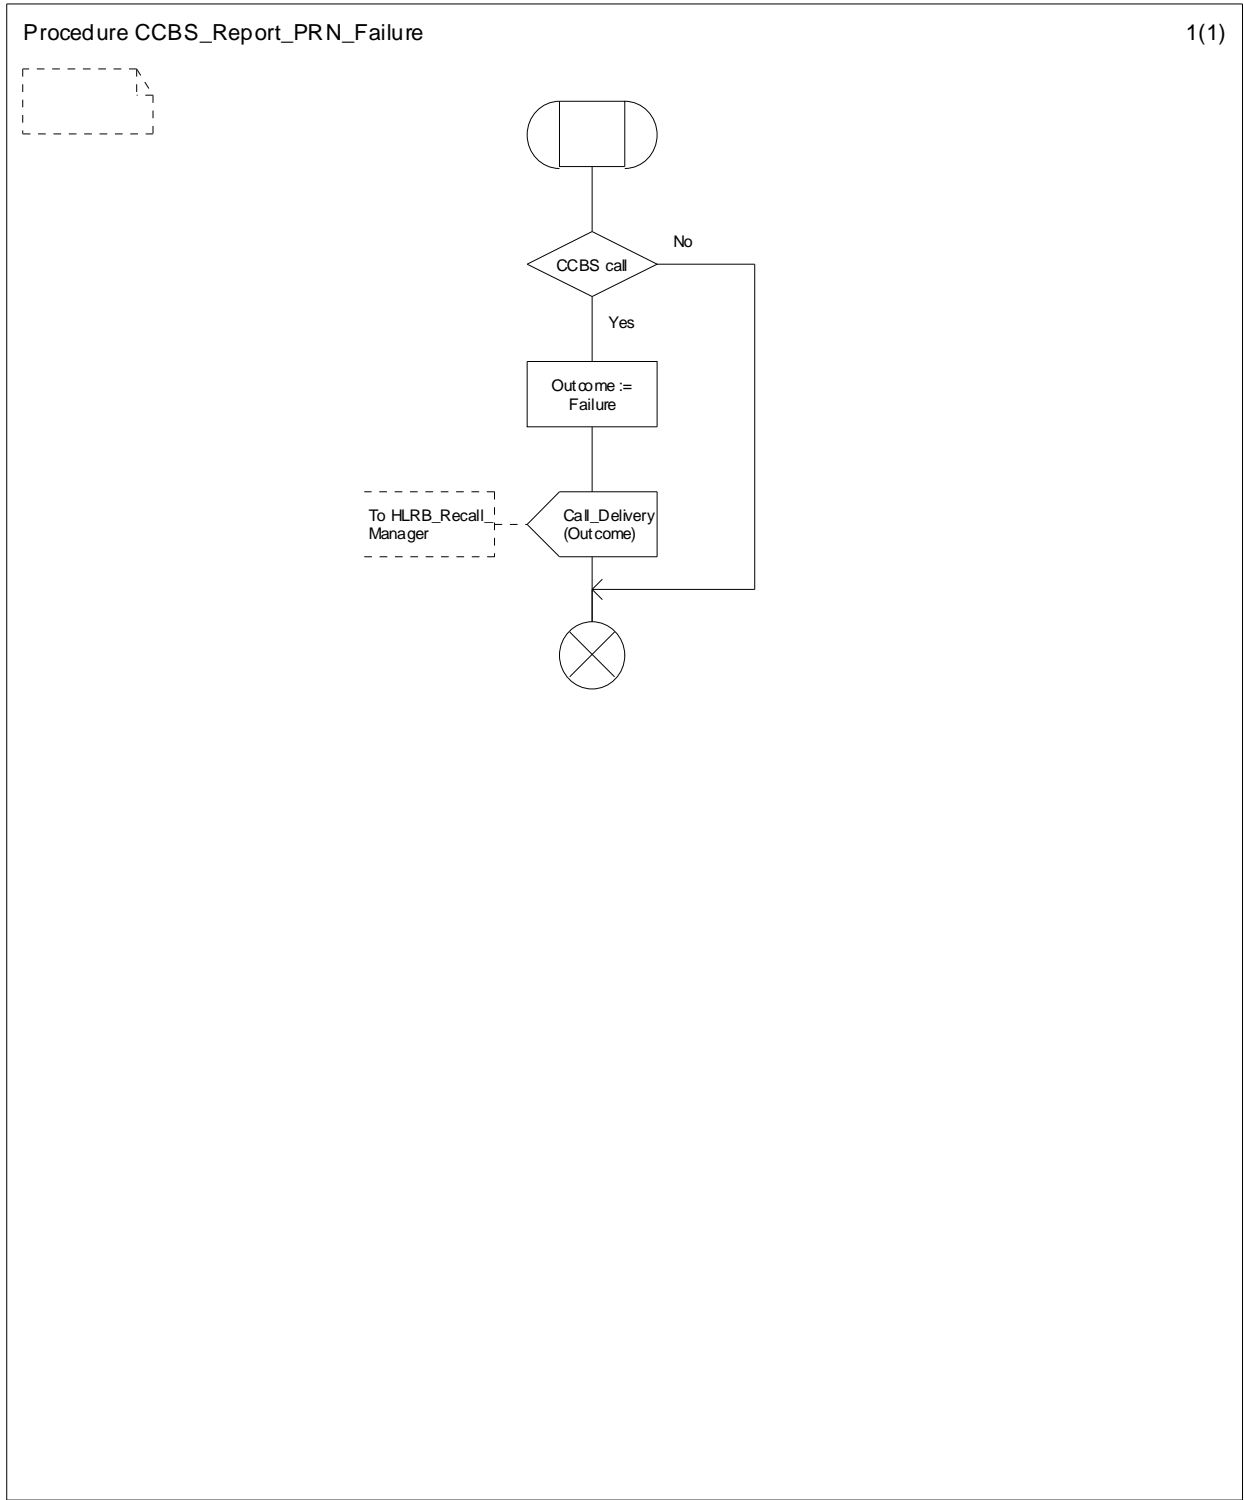 Procedure CCBS_Report_PRN_Failure
1(1)
No
CCBS call
Yes
Outcome :=
Failure
To HLRB_Recall_
Manager
Call_Delivery
(Outcome)